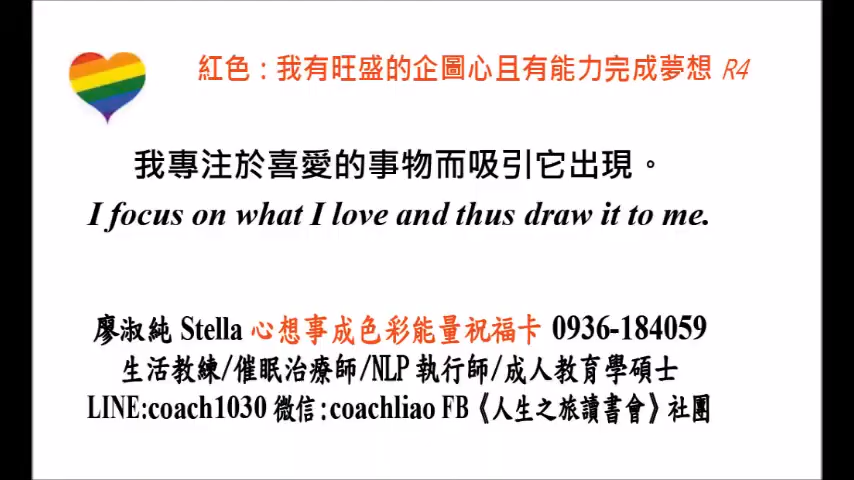 紅色：我有旺盛的企圖心且有能力完成夢想 R4
我專注於喜愛的事物而吸引它出現。
I focus on what I love and thus draw it to me.
廖淑純 Stella 心想事成色彩能量祝福卡 0936-184059
生活教練/催眠治療師/NLP 執行師/成人教育學碩士
LINE:coach1030 微信:coachliao FB《人生之旅讀書會》社團